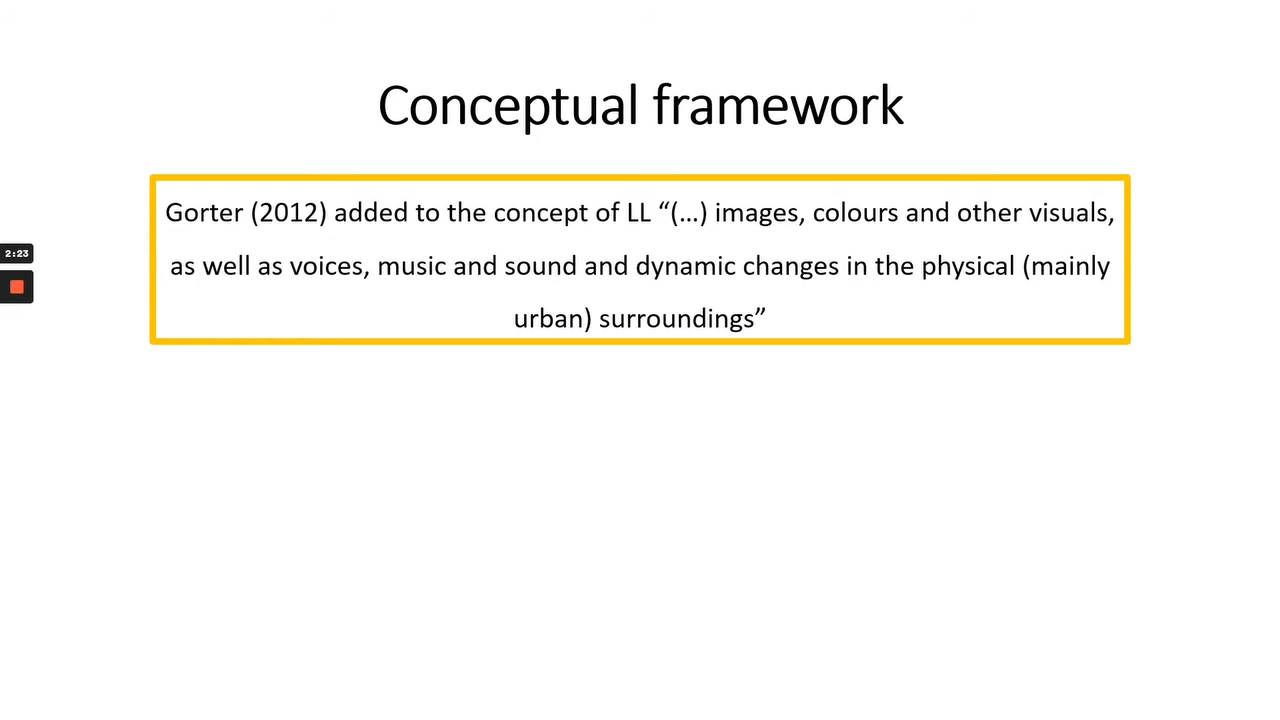 Conceptual framework
Gorter (2012) added to the concept of LL “(…) images, colours and other visuals,
as well as voices, music and sound and dynamic changes in the physical (mainly
urban) surroundings”
2:23